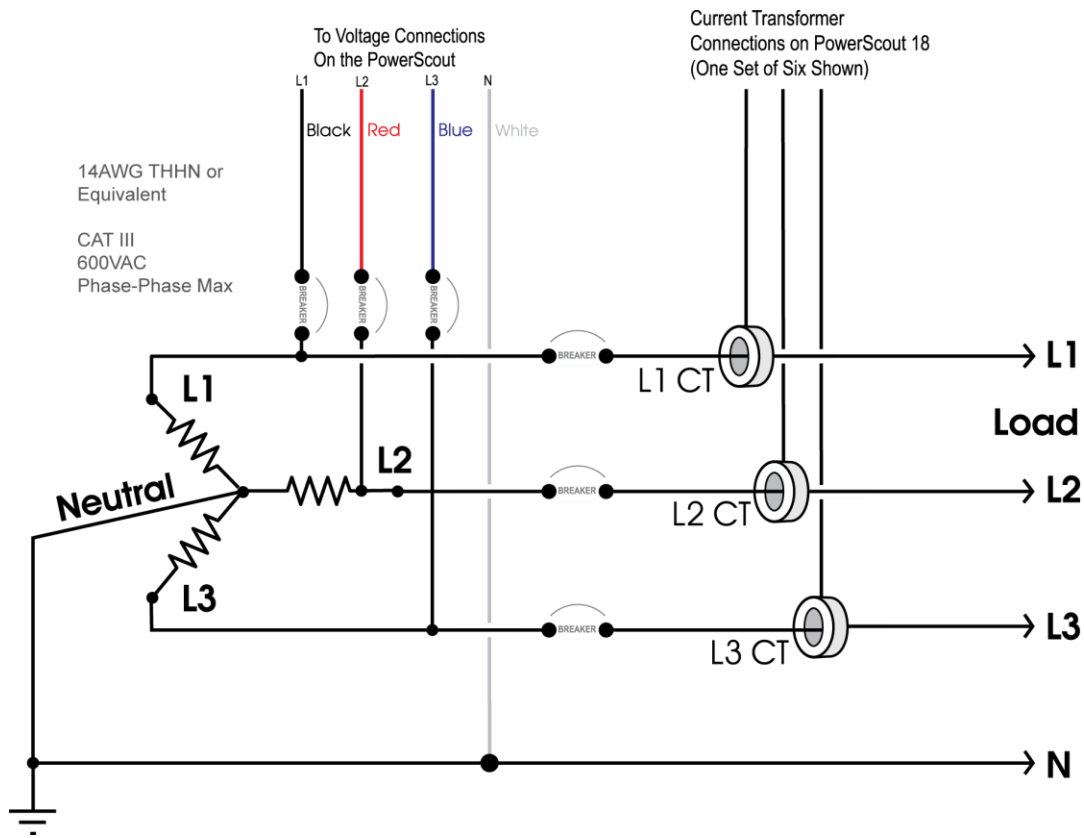 To Voltage Connections
On the PowerScout
L1
L2
L3
N
Current Transformer
Connections on PowerScout 18
(One Set of Six Shown)
Black
Red
Blue
White
14AWG THHN or
Equivalent
CAT III
600VAC
Phase-Phase Max
BREAKER
BREAKER
BREAKER
BREAKER
L1 CT
L1
L1
Load
L2
Neutral
BREAKER
L2 CT
L2
L3
BREAKER
L3 CT
L3
N